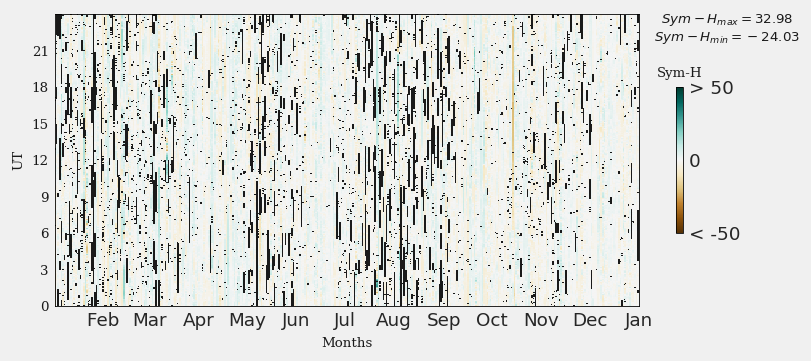 Sym − H_max = 32.98
Sym − H_min = −24.03
Sym-H
> 50
0
< -50
UT
21
18
15
12
9
6
3
0
Feb Mar Apr May Jun Jul Aug Sep Oct Nov Dec Jan
Months